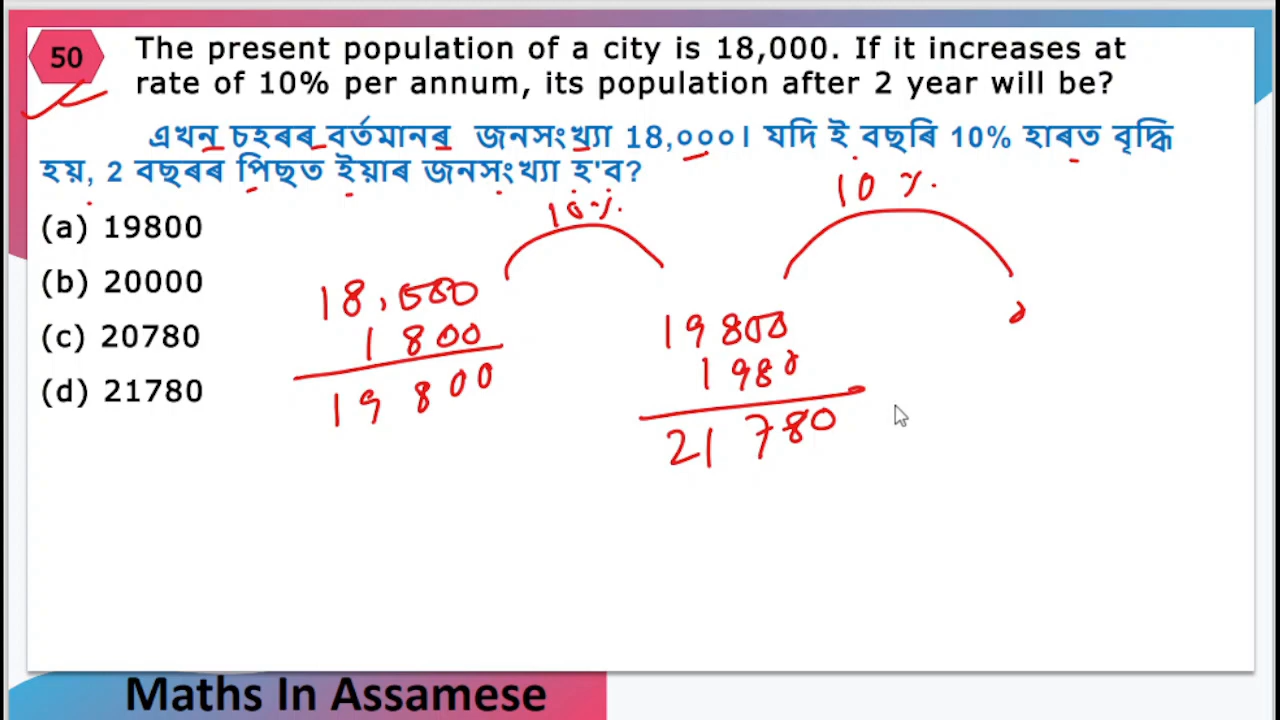 50
The present population of a city is 18,000. If it increases at
rate of 10% per annum, its population after 2 year will be?
এখন চহৰৰ বৰ্তমানৰ জনসংখ্যা 18,০০০। যদি ই বছৰি 10% হাৰত বৃদ্ধি
হয়, 2 বছৰৰ পিছত ইয়াৰ জনসংখ্যা হ'ব?
(a) 19800
(b) 20000
(c) 20780
(d) 21780
10%
10%
18,000
1800
19800
19800
1980
21780
Maths In Assamese